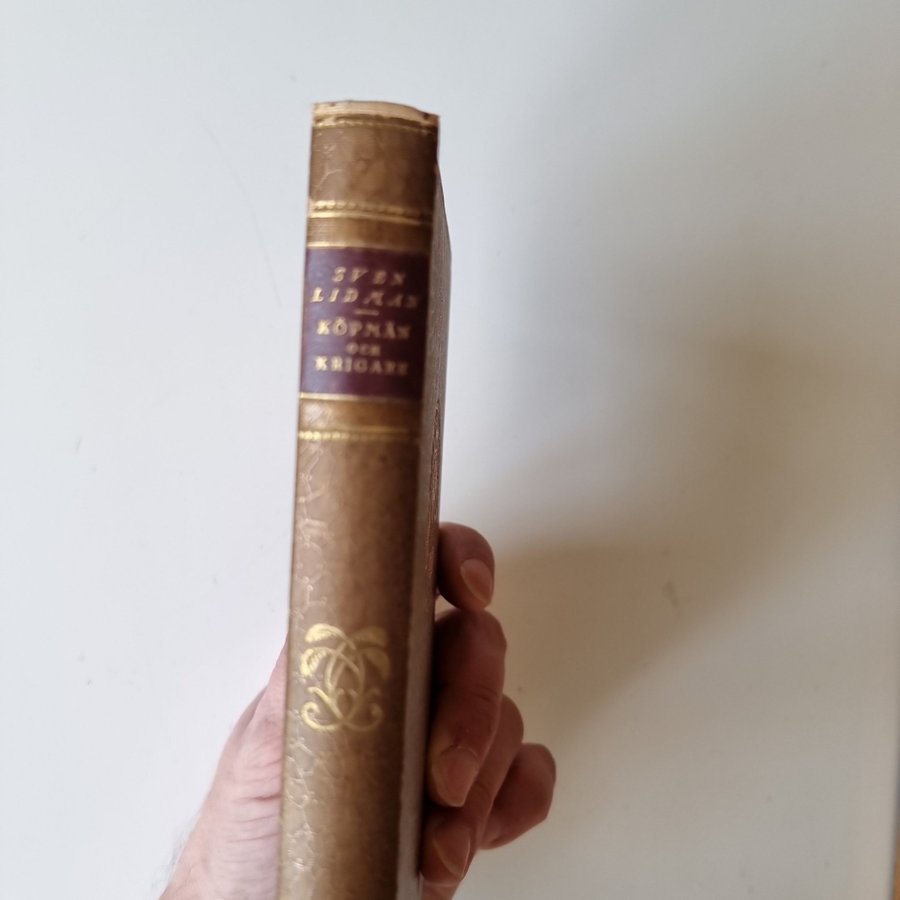 SVEN
LIDMAN
KÖPMÄN
OCH
KRIGARE